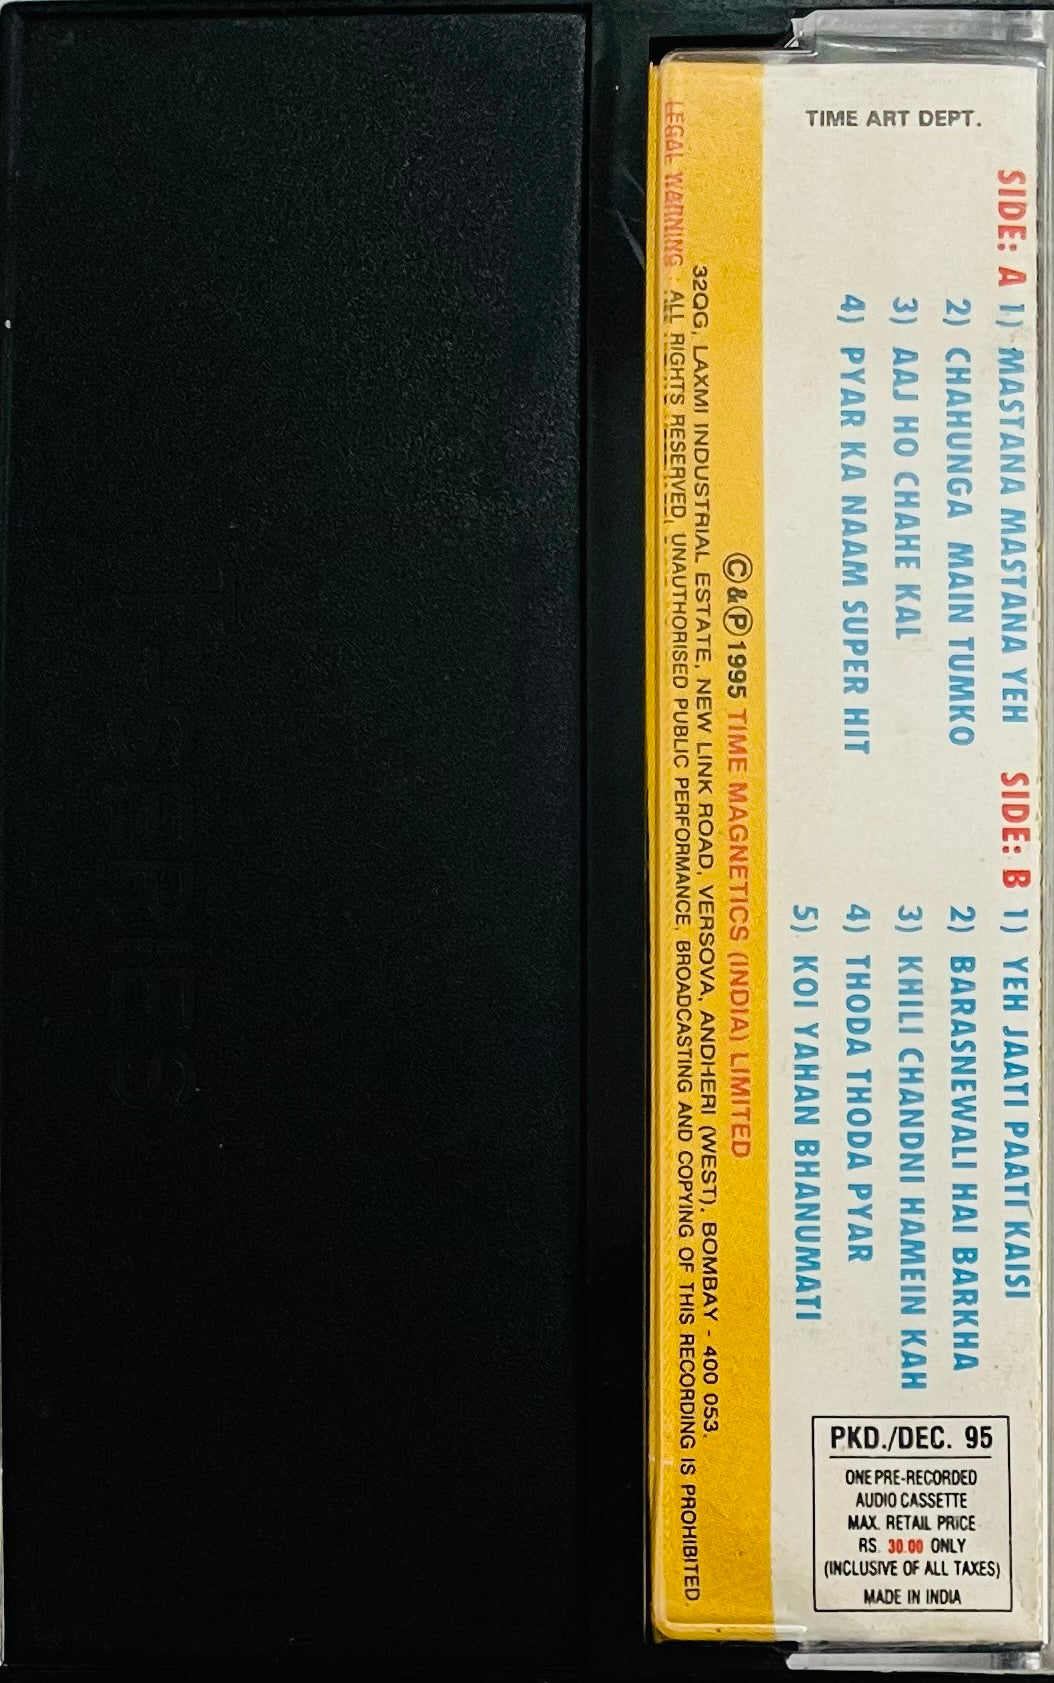 TIME ART DEPT.
SIDE: A 1) MASTANA MASTANA YEH
2) CHAHUNGA MAIN TUMKO
3) AAJ HO CHAHE KAL
4) PYAR KA NAAM SUPER HIT
SIDE: B 1) YEH JAATI PAATI KAISI
2) BARASNEWALI HAI BARKHA
3) KHILI CHANDNI HAMEIN KAH
4) THODA THODA PYAR
5) KOI YAHAN BHANUMATI
PKD./DEC. 95
ONE PRE-RECORDED
AUDIO CASSETTE
MAX. RETAIL PRICE
RS. 30.00 ONLY
(INCLUSIVE OF ALL TAXES)
MADE IN INDIA
©&℗1995 TIME MAGNETICS (INDIA) LIMITED
32QG, LAXMI INDUSTRIAL ESTATE, NEW LINK ROAD, VERSOVA, ANDHERI (WEST), BOMBAY - 400 053.
LEGAL WARNING : ALL RIGHTS RESERVED, UNAUTHORISED PUBLIC PERFORMANCE, BROADCASTING AND COPYING OF THIS RECORDING IS PROHIBITED.